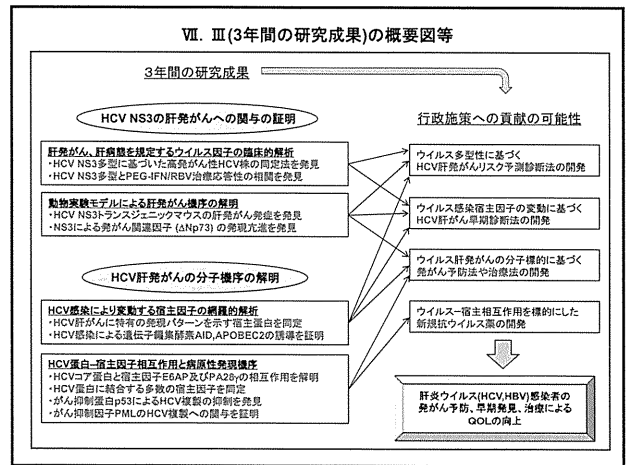 Ⅶ. Ⅲ(3年間の研究成果)の概要図等
3年間の研究成果
HCV NS3の肝発がんへの関与の証明
肝発がん、肝病態を規定するウイルス因子の臨床的解析
・HCV NS3多型に基づいた高発がん性HCV株の同定法を発見
・HCV NS3多型とPEG-IFN/RBV治療応答性の相関を発見
動物実験モデルによる肝発がん機序の解明
・HCV NS3トランスジェニックマウスの肝発がん発症を発見
・NS3による発がん関連因子 (ΔNp73) の発現亢進を発見
HCV肝発がんの分子機序の解明
HCV感染により変動する宿主因子の網羅的解析
・HCV肝がんに特有の発現パターンを示す宿主蛋白を同定
・HCV感染による遺伝子編集酵素AID,APOBEC2の誘導を証明
HCV蛋白–宿主因子相互作用と病原性発現機序
・HCVコア蛋白と宿主因子E6AP及びPA28γの相互作用を解明
・HCV蛋白に結合する多数の宿主因子を同定
・がん抑制蛋白p53によるHCV複製の抑制を発見
・がん抑制因子PMLのHCV複製への関与を証明
行政施策への貢献の可能性
ウイルス多型性に基づく
HCV肝発がんリスク予測診断法の開発
ウイルス感染宿主因子の変動に基づく
HCV肝がん早期診断法の開発
ウイルス肝発がんの分子標的に基づく
発がん予防法や治療法の開発
ウイルス–宿主相互作用を標的にした
新規抗ウイルス薬の開発
肝炎ウイルス(HCV,HBV)感染者の
発がん予防、早期発見、治療による
QOLの向上